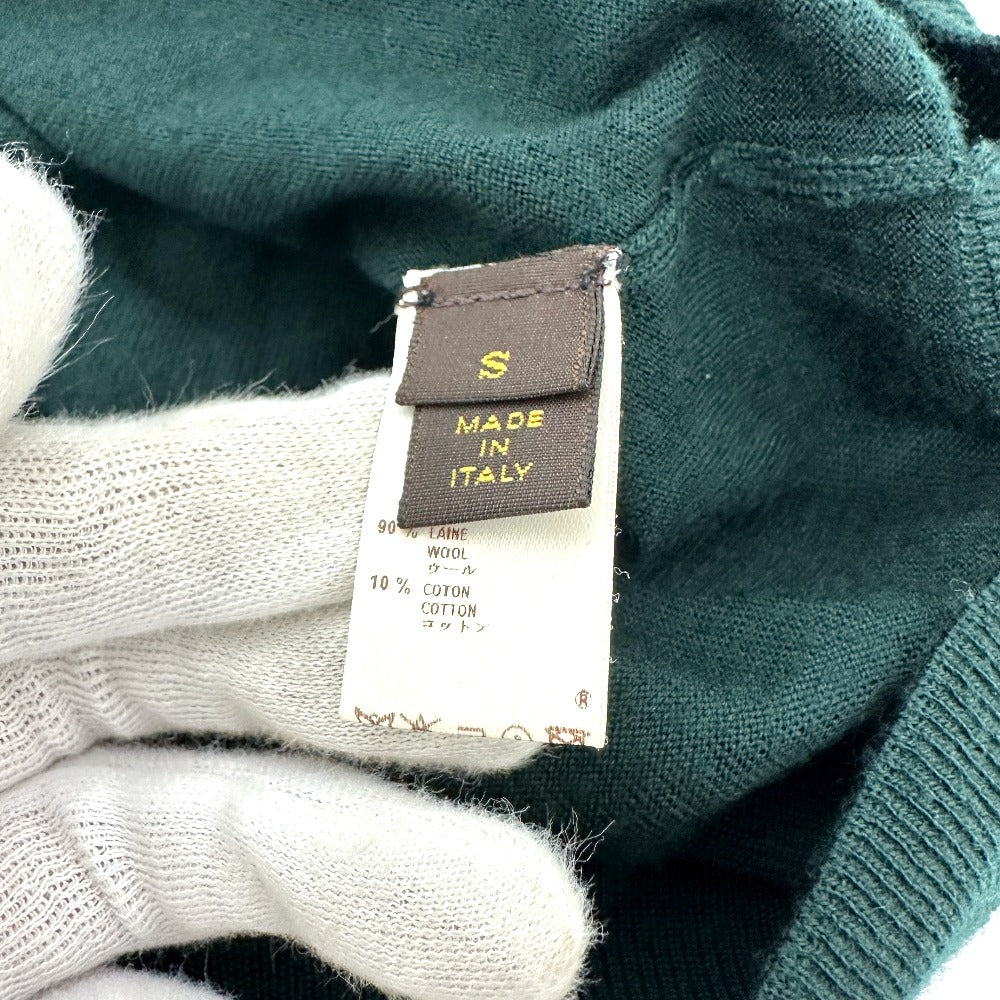 S
MADE
IN
ITALY
90 % LAINE
WOOL
ウール
10 % COTON
COTTON
コットン
®